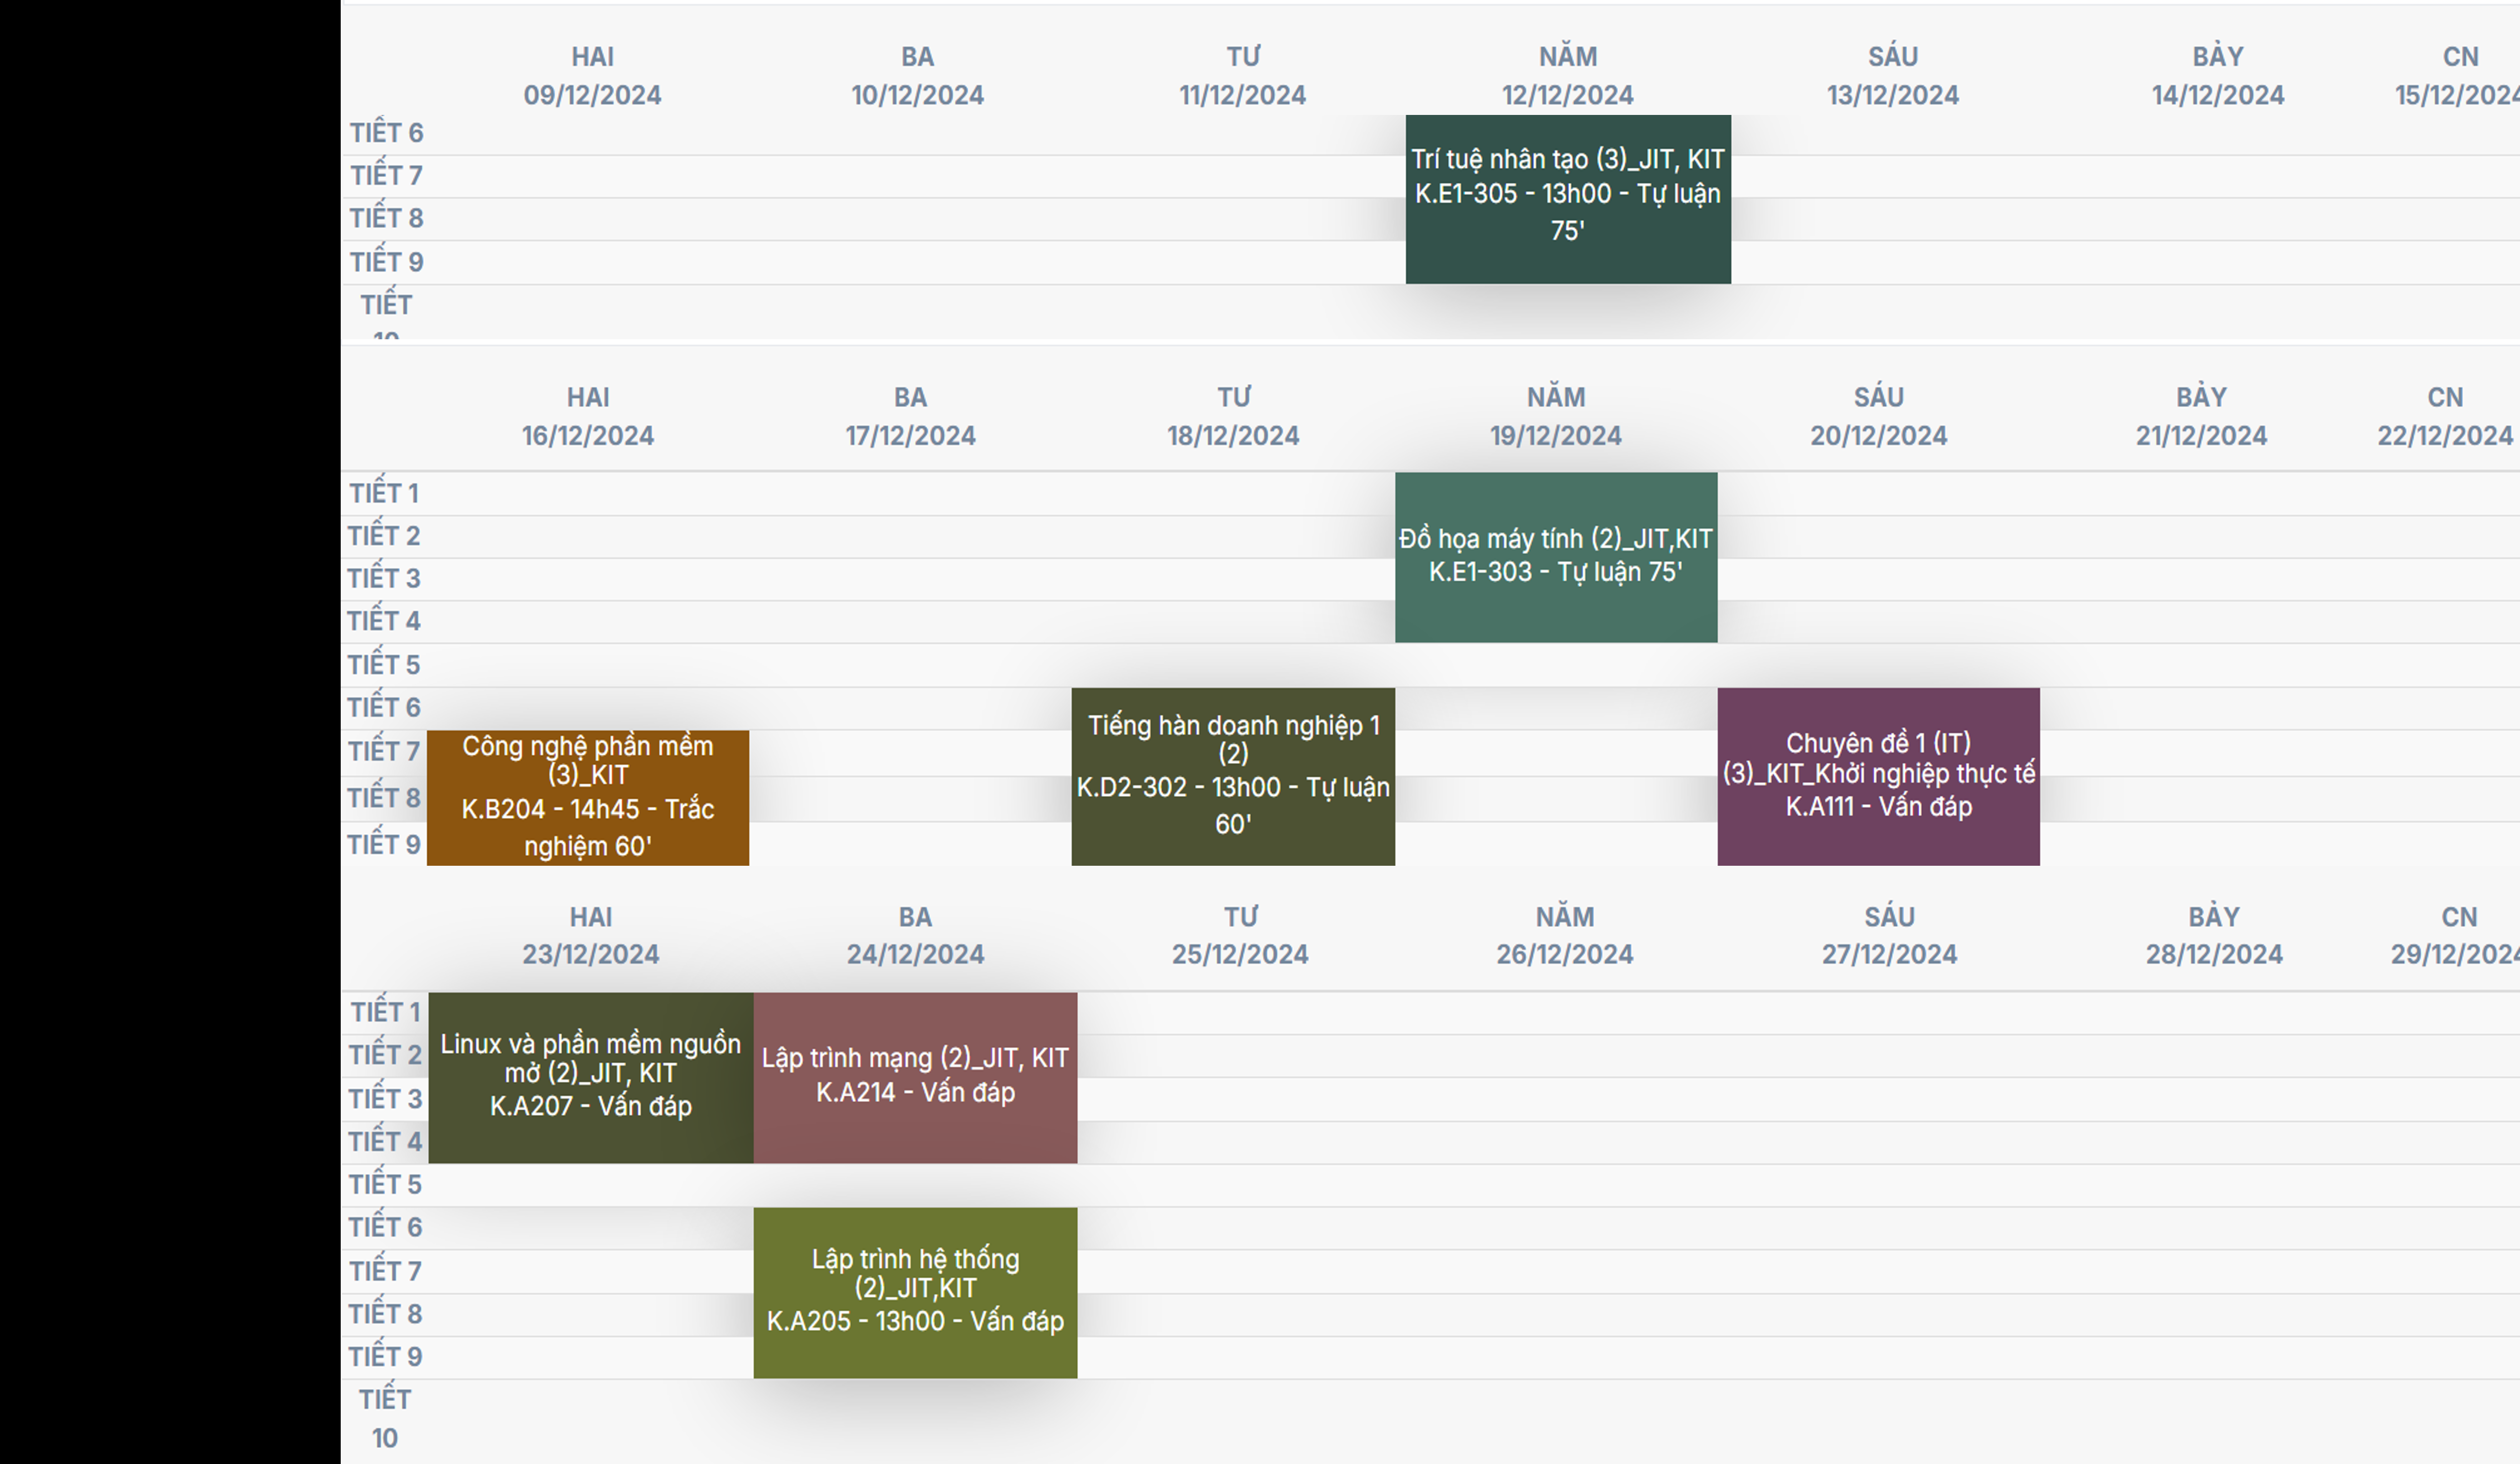 HAI BA TƯ NĂM SÁU BẢY CN
09/12/2024 10/12/2024 11/12/2024 12/12/2024 13/12/2024 14/12/2024 15/12/2024
TIẾT 6
TIẾT 7
TIẾT 8
TIẾT 9
TIẾT
10
Trí tuệ nhân tạo (3)_JIT, KIT
K.E1-305 - 13h00 - Tự luận
75'
HAI BA TƯ NĂM SÁU BẢY CN
16/12/2024 17/12/2024 18/12/2024 19/12/2024 20/12/2024 21/12/2024 22/12/2024
TIẾT 1
TIẾT 2
TIẾT 3
TIẾT 4
TIẾT 5
TIẾT 6
TIẾT 7
TIẾT 8
TIẾT 9
Đồ họa máy tính (2)_JIT,KIT
K.E1-303 - Tự luận 75'
Công nghệ phần mềm
(3)_KIT
K.B204 - 14h45 - Trắc
nghiệm 60'
Tiếng hàn doanh nghiệp 1
(2)
K.D2-302 - 13h00 - Tự luận
60'
Chuyên đề 1 (IT)
(3)_KIT_Khởi nghiệp thực tế
K.A111 - Vấn đáp
HAI BA TƯ NĂM SÁU BẢY CN
23/12/2024 24/12/2024 25/12/2024 26/12/2024 27/12/2024 28/12/2024 29/12/2024
TIẾT 1
TIẾT 2
TIẾT 3
TIẾT 4
TIẾT 5
TIẾT 6
TIẾT 7
TIẾT 8
TIẾT 9
TIẾT
10
Linux và phần mềm nguồn
mở (2)_JIT, KIT
K.A207 - Vấn đáp
Lập trình mạng (2)_JIT, KIT
K.A214 - Vấn đáp
Lập trình hệ thống
(2)_JIT,KIT
K.A205 - 13h00 - Vấn đáp